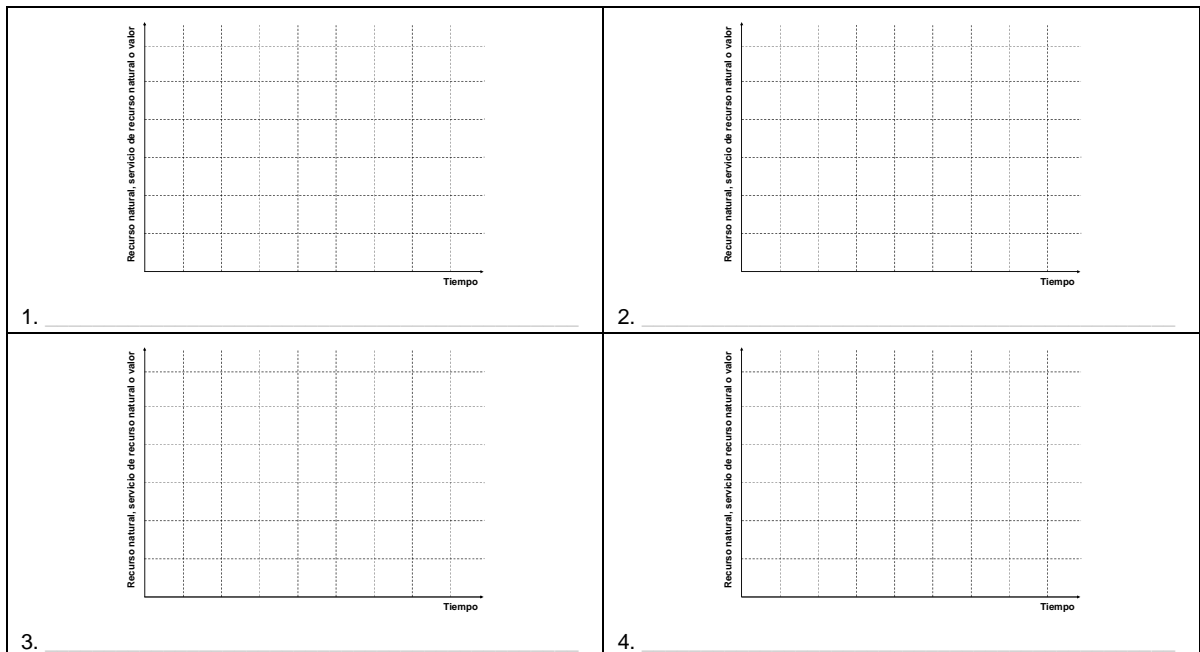 Recurso natural, servicio de recurso natural o valor
Tiempo
1.
Recurso natural, servicio de recurso natural o valor
Tiempo
2.
Recurso natural, servicio de recurso natural o valor
Tiempo
3.
Recurso natural, servicio de recurso natural o valor
Tiempo
4.